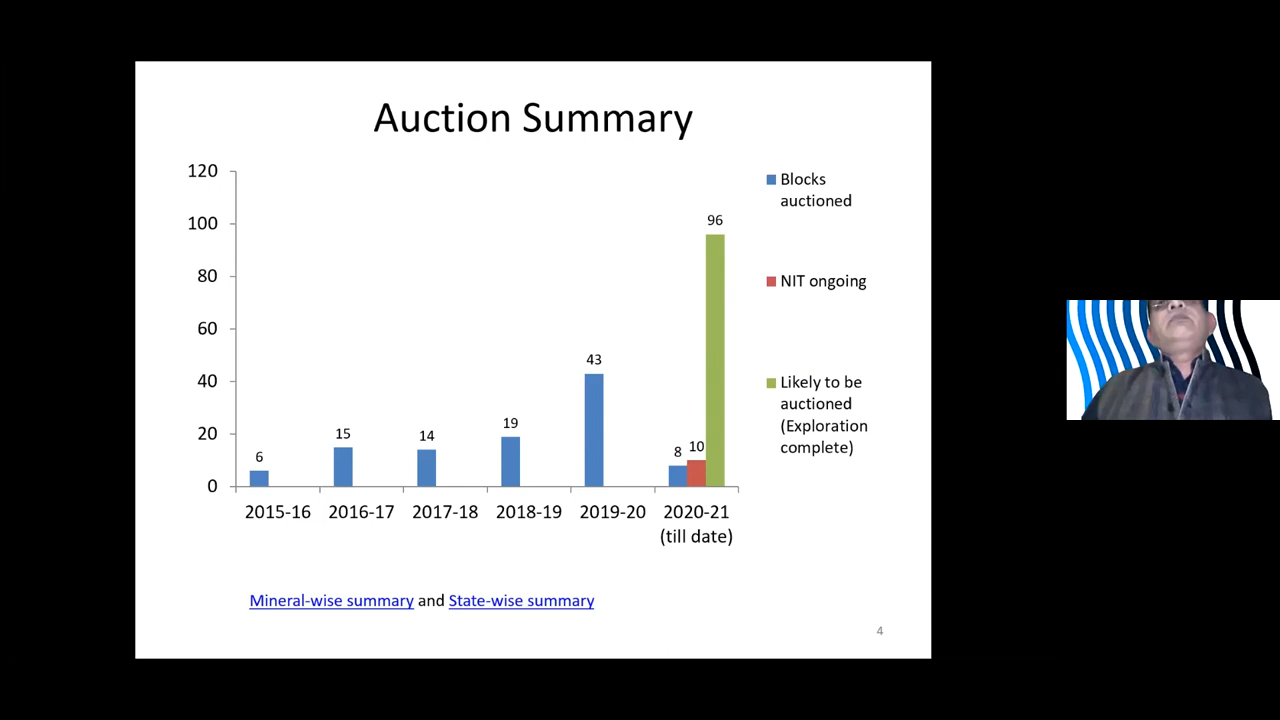 Auction Summary
120
100
80
60
40
20
0
6
15
14
19
43
8
10
96
2015-16
2016-17
2017-18
2018-19
2019-20
2020-21
(till date)
Blocks
auctioned
NIT ongoing
Likely to be
auctioned
(Exploration
complete)
Mineral-wise summary and State-wise summary
4